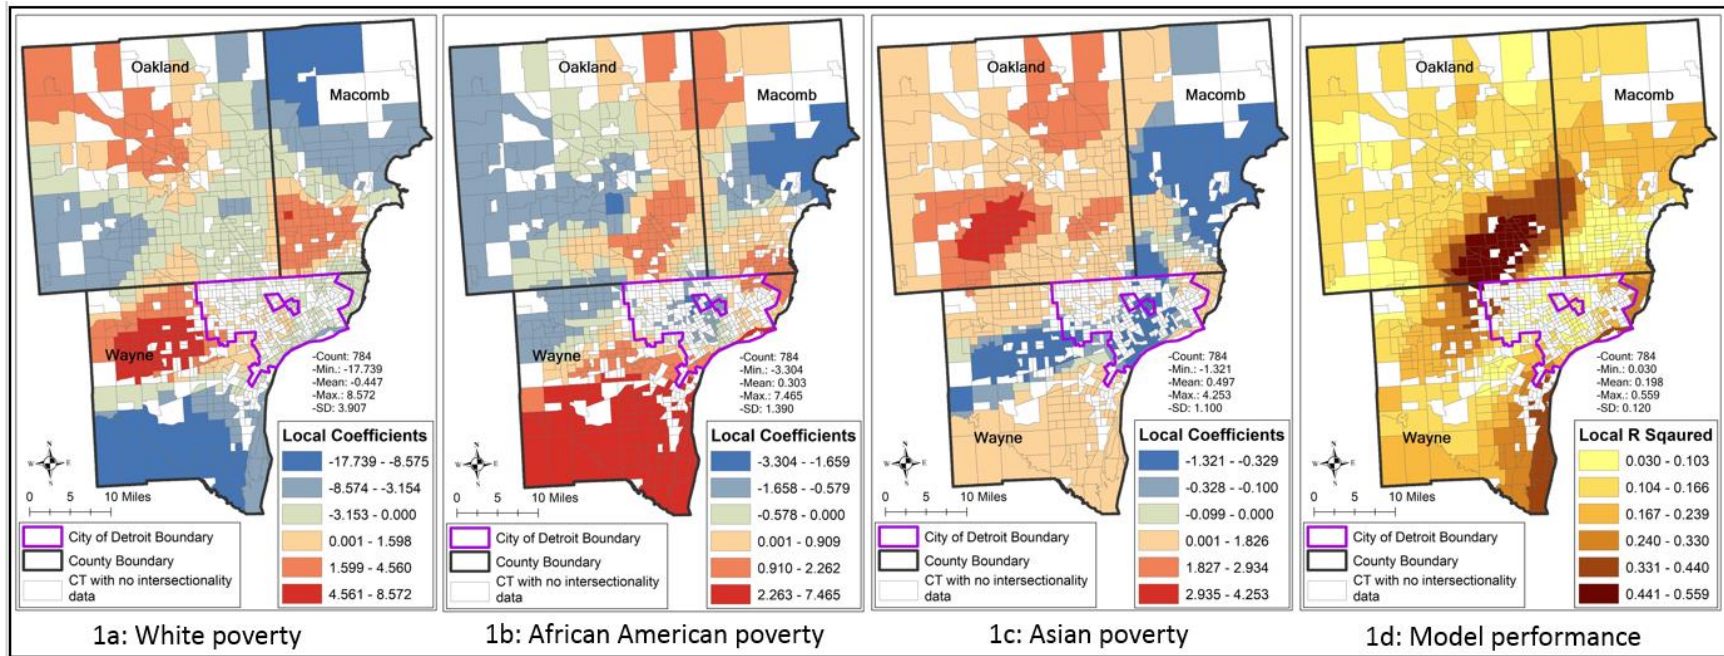 Oakland
Macomb
Wayne
-Count: 784
-Min.: -17.739
-Mean: -0.447
-Max.: 8.572
-SD: 3.907
N
W E
S
0 5 10 Miles
City of Detroit Boundary
County Boundary
CT with no intersectionality
data
Local Coefficients
-17.739 - -8.575
-8.574 - -3.154
-3.153 - 0.000
0.001 - 1.598
1.599 - 4.560
4.561 - 8.572
1a: White poverty
Oakland
Macomb
Wayne
-Count: 784
-Min.: -3.304
-Mean: 0.303
-Max.: 7.465
-SD: 1.390
N
W E
S
0 5 10 Miles
City of Detroit Boundary
County Boundary
CT with no intersectionality
data
Local Coefficients
-3.304 - -1.659
-1.658 - -0.579
-0.578 - 0.000
0.001 - 0.909
0.910 - 2.262
2.263 - 7.465
1b: African American poverty
Oakland
Macomb
-Count: 784
-Min.: -1.321
-Mean: 0.497
-Max.: 4.253
-SD: 1.100
Wayne
N
W E
S
0 5 10 Miles
City of Detroit Boundary
County Boundary
CT with no intersectionality
data
Local Coefficients
-1.321 - -0.329
-0.328 - -0.100
-0.099 - 0.000
0.001 - 1.826
1.827 - 2.934
2.935 - 4.253
1c: Asian poverty
Oakland
Macomb
-Count: 784
-Min.: 0.030
-Mean: 0.198
-Max.: 0.559
-SD: 0.120
Wayne
N
W E
S
0 5 10 Miles
City of Detroit Boundary
County Boundary
CT with no intersectionality
data
Local R Sqaured
0.030 - 0.103
0.104 - 0.166
0.167 - 0.239
0.240 - 0.330
0.331 - 0.440
0.441 - 0.559
1d: Model performance